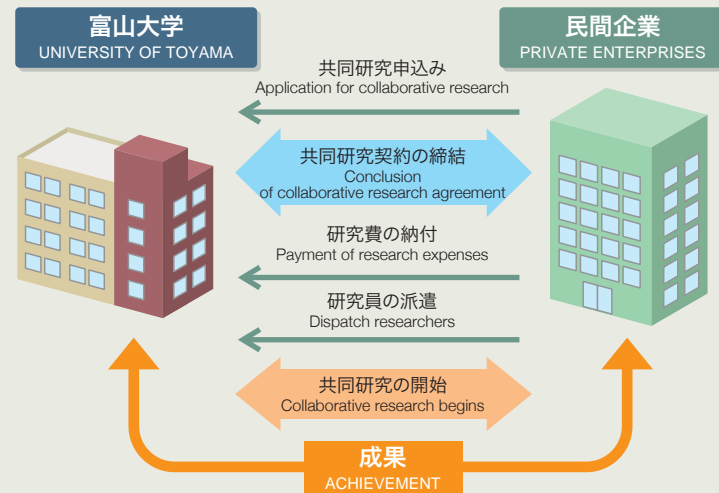 富山大学
UNIVERSITY OF TOYAMA
民間企業
PRIVATE ENTERPRISES
共同研究申込み
Application for collaborative research
共同研究契約の締結
Conclusion
of collaborative research agreement
研究費の納付
Payment of research expenses
研究員の派遣
Dispatch researchers
共同研究の開始
Collaborative research begins
成果
ACHIEVEMENT